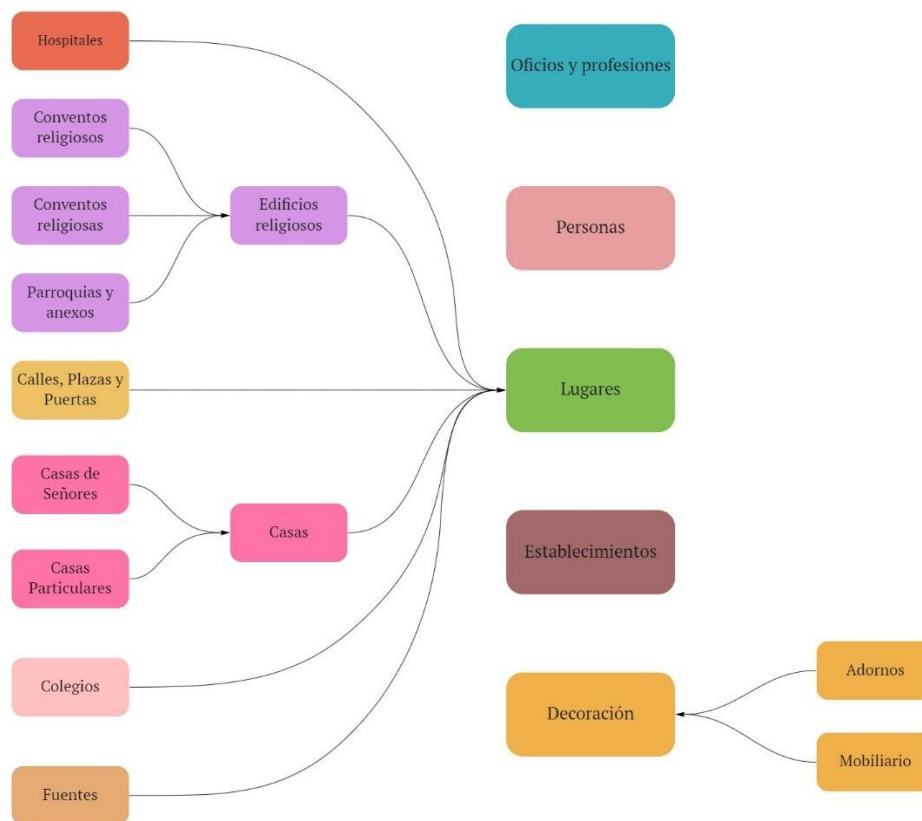 Hospitales
Conventos
religiosos
Conventos
religiosas
Parroquias y
anexos
Edificios
religiosos
Calles, Plazas y
Puertas
Casas de
Señores
Casas
Particulares
Casas
Colegios
Fuentes
Oficios y profesiones
Personas
Lugares
Establecimientos
Decoración
Adornos
Mobiliario